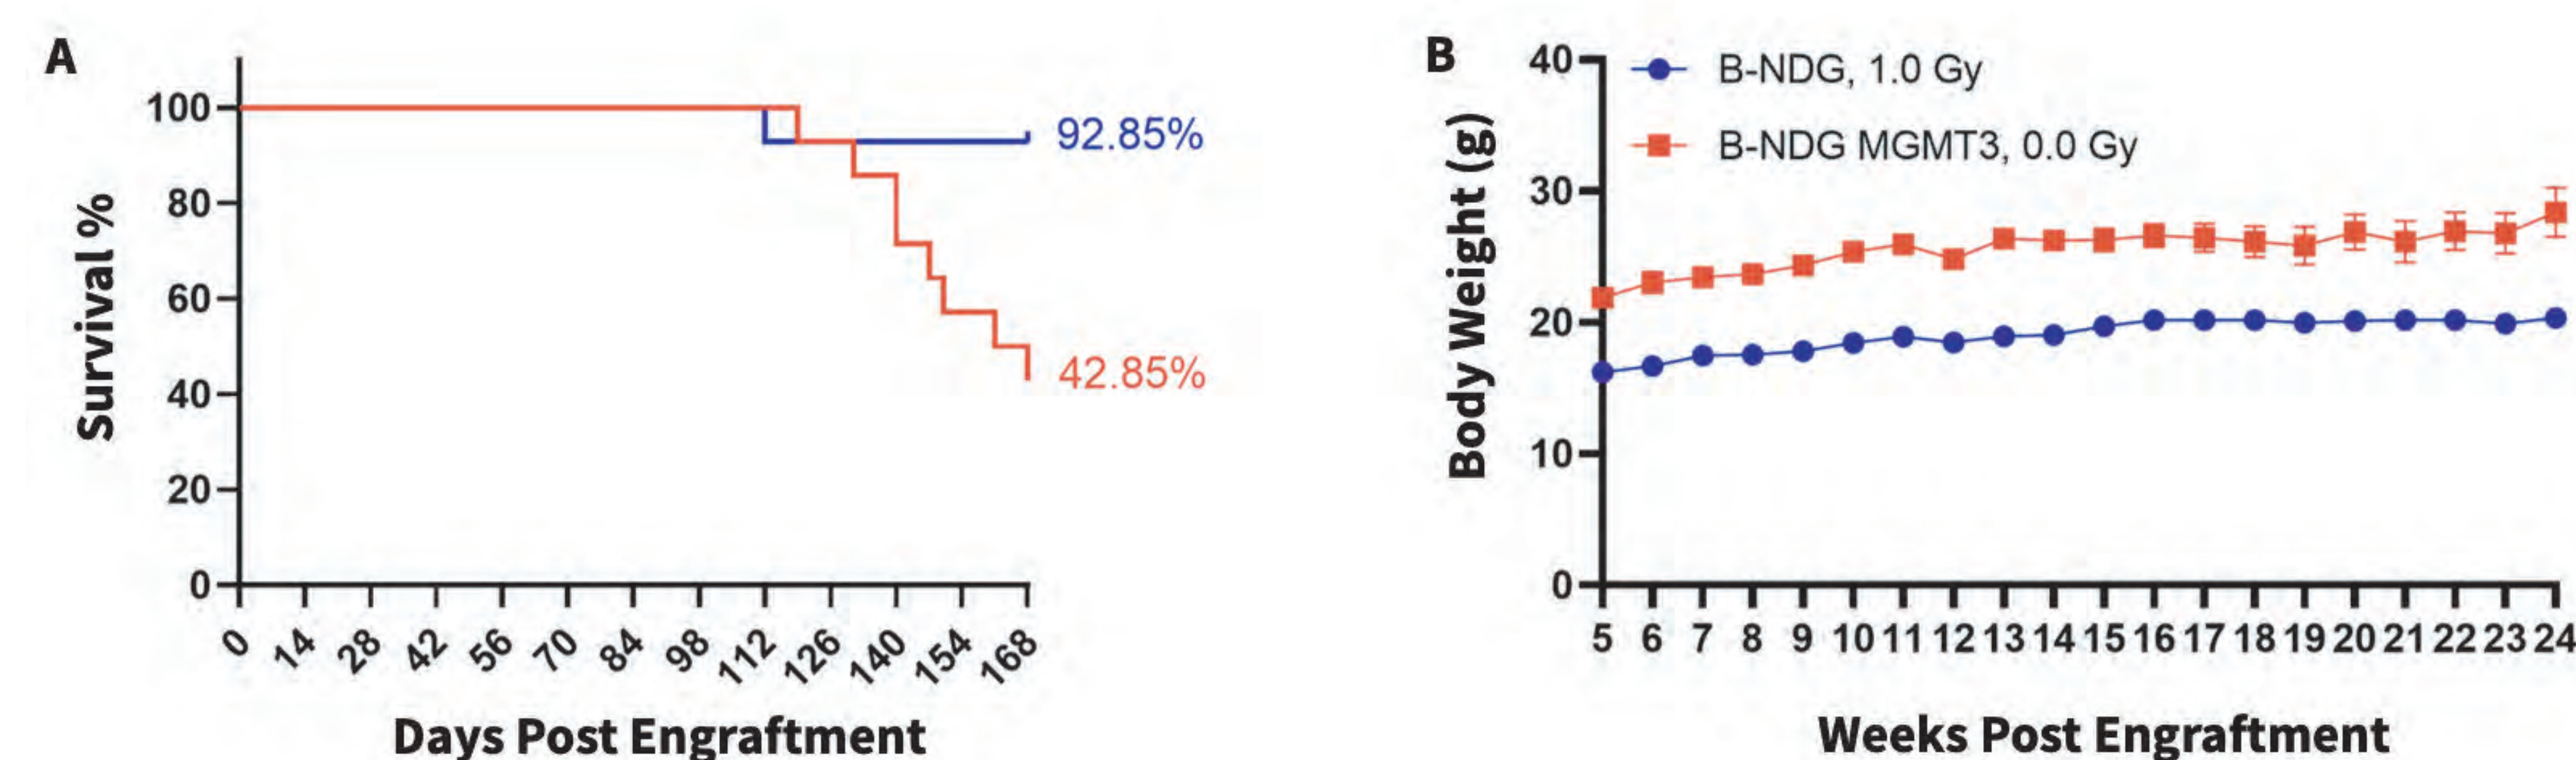 A
Survival %
100
80
60
40
20
0
92.85%
42.85%
0 14 28 42 56 70 84 98 112 126 140 154 168
Days Post Engraftment
B
Body Weight (g)
40
30
20
10
0
B-NDG, 1.0 Gy
B-NDG MGMT3, 0.0 Gy
5 6 7 8 9 10 11 12 13 14 15 16 17 18 19 20 21 22 23 24
Weeks Post Engraftment